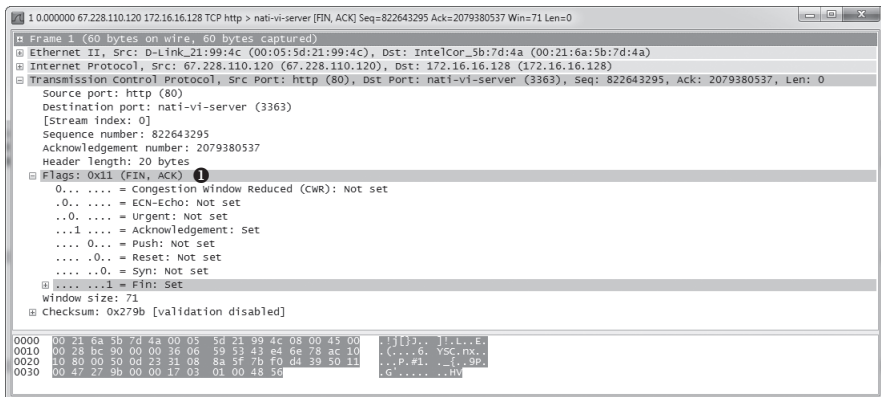 1 0.000000 67.228.110.120 172.16.16.128 TCP http > nati-vi-server [FIN, ACK] Seq=822643295 Ack=2079380537 Win=71 Len=0
Frame 1 (60 bytes on wire, 60 bytes captured)
Ethernet II, Src: D-Link_21:99:4c (00:05:5d:21:99:4c), Dst: IntelCor_5b:7d:4a (00:21:6a:5b:7d:4a)
Internet Protocol, Src: 67.228.110.120 (67.228.110.120), Dst: 172.16.16.128 (172.16.16.128)
Transmission Control Protocol, Src Port: http (80), Dst Port: nati-vi-server (3363), Seq: 822643295, Ack: 2079380537, Len: 0
Source port: http (80)
Destination port: nati-vi-server (3363)
[Stream index: 0]
Sequence number: 822643295
Acknowledgement number: 2079380537
Header length: 20 bytes
Flags: 0x11 (FIN, ACK) ❶
0... .... = Congestion Window Reduced (CWR): Not set
.0.. .... = ECN-Echo: Not set
..0. .... = Urgent: Not set
...1 .... = Acknowledgement: Set
.... 0... = Push: Not set
.... .0.. = Reset: Not set
.... ..0. = Syn: Not set
.... ...1 = Fin: Set
Window size: 71
Checksum: 0x279b [validation disabled]
0000 00 21 6a 5b 7d 4a 00 05 5d 21 99 4c 08 00 45 00 .!j[}J.. ]!.L..E.
0010 00 28 bc 90 00 00 36 06 59 53 43 e4 6e 78 ac 10 .(....6. YSC.nx..
0020 10 80 00 50 0d 23 31 08 8a 5f 7b f0 d4 39 50 11 ...P.#1. ._{..9P.
0030 00 47 27 9b 00 00 17 03 01 00 48 56 .G'..... ..HV